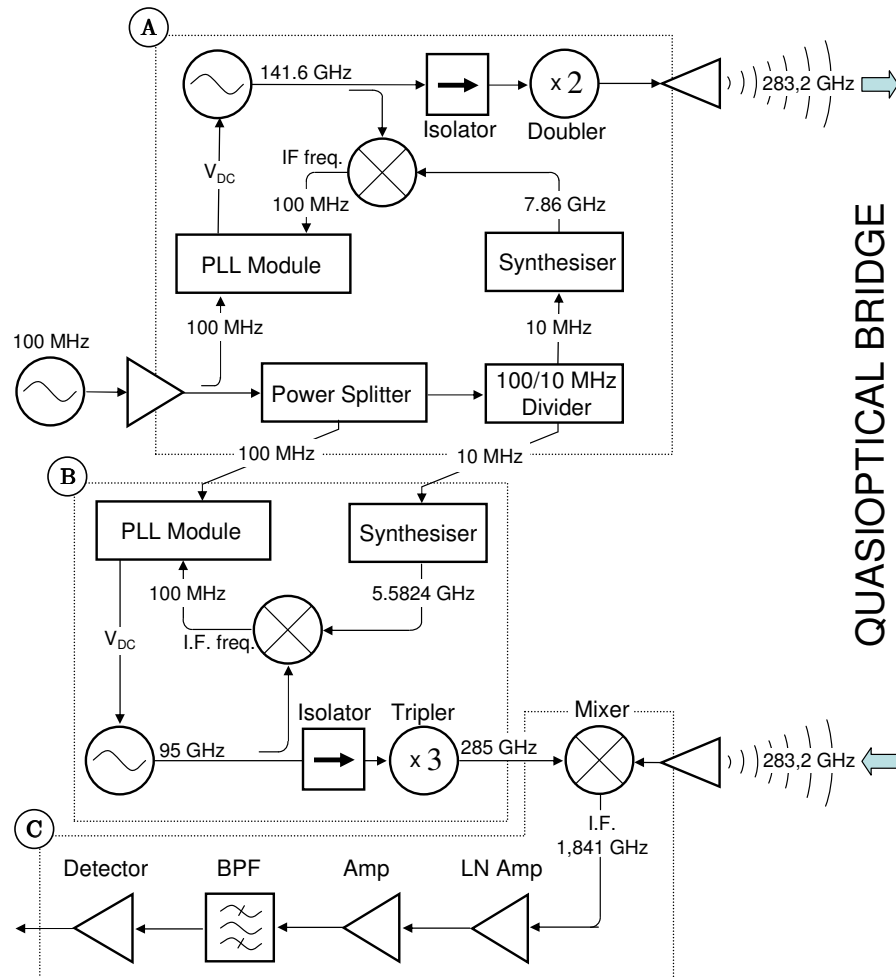 A
141.6 GHz
x 2
283,2 GHz
Isolator
Doubler
IF freq.
V_DC
100 MHz
7.86 GHz
PLL Module
Synthesiser
100 MHz
10 MHz
100 MHz
Power Splitter
100/10 MHz
Divider
100 MHz
10 MHz
B
PLL Module
Synthesiser
100 MHz
5.5824 GHz
V_DC
I.F. freq.
Isolator
Tripler
Mixer
95 GHz
x 3
285 GHz
283,2 GHz
C
I.F.
1,841 GHz
Detector
BPF
Amp
LN Amp
QUASIOPTICAL BRIDGE